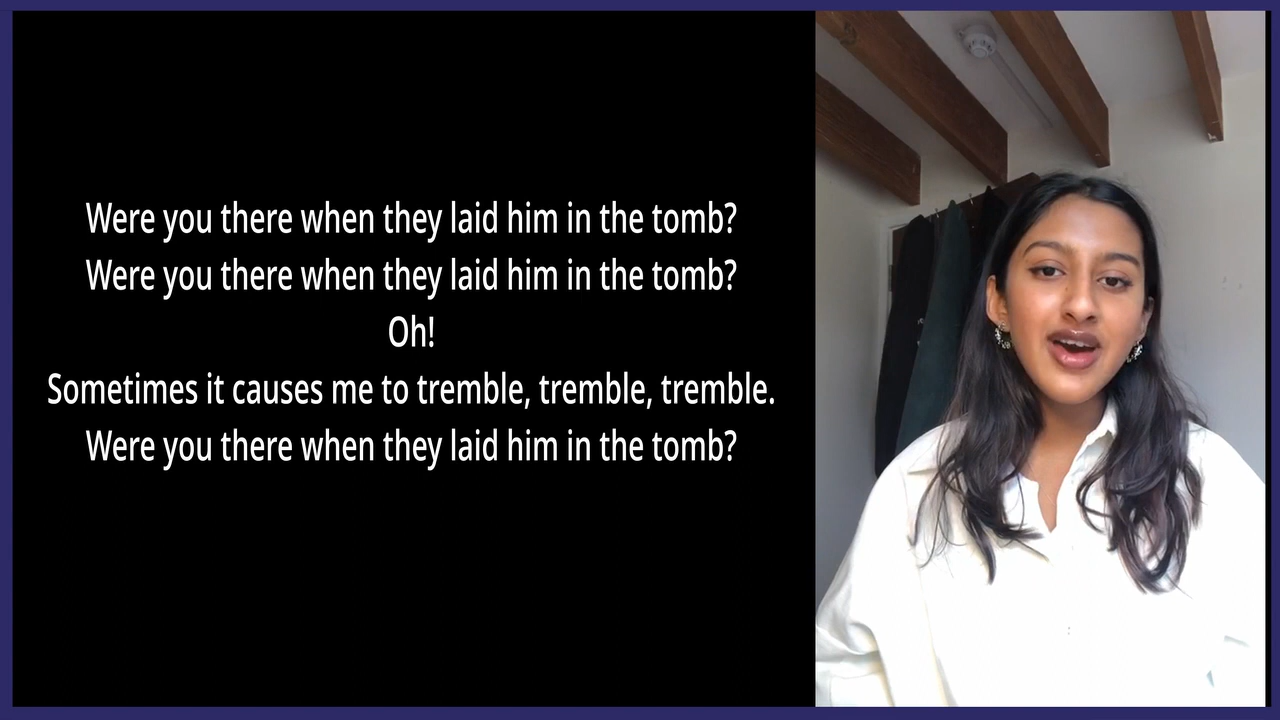 Were you there when they laid him in the tomb?
Were you there when they laid him in the tomb?
Oh!
Sometimes it causes me to tremble, tremble, tremble.
Were you there when they laid him in the tomb?